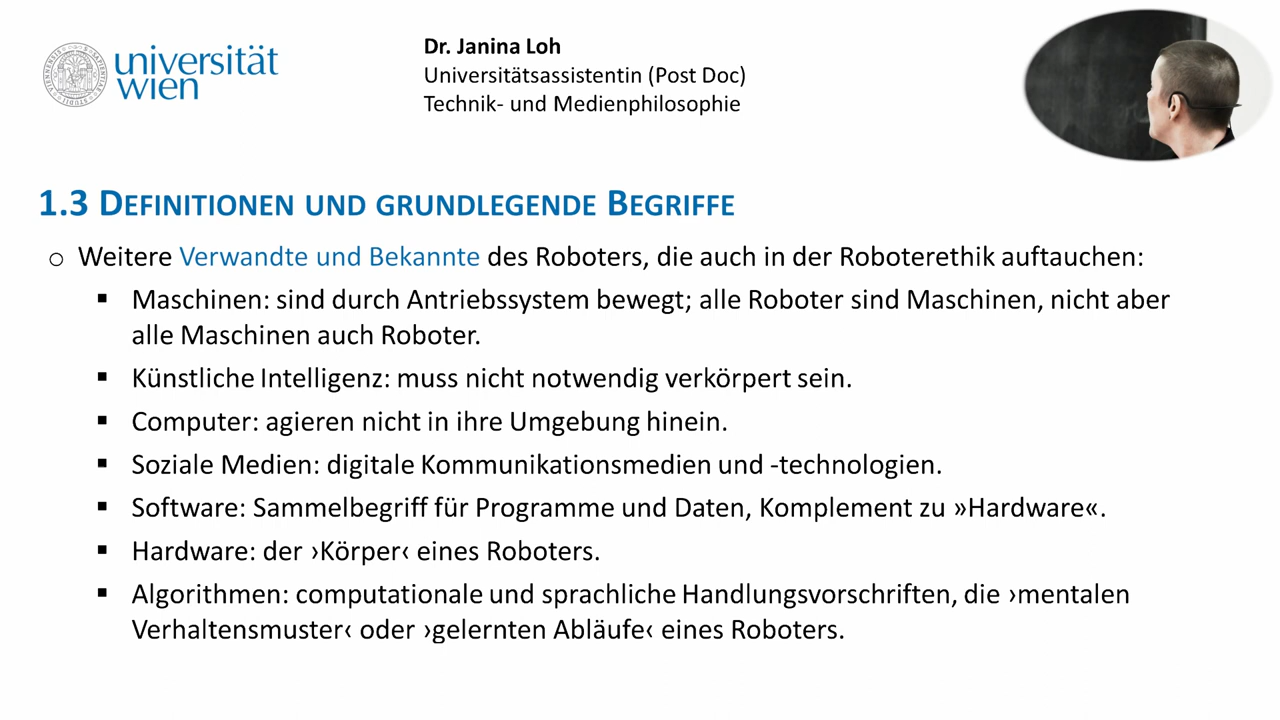 universität
wien
Dr. Janina Loh
Universitätsassistentin (Post Doc)
Technik- und Medienphilosophie
1.3 Definitionen und grundlegende Begriffe
o Weitere Verwandte und Bekannte des Roboters, die auch in der Roboterethik auftauchen:
▪ Maschinen: sind durch Antriebssystem bewegt; alle Roboter sind Maschinen, nicht aber
alle Maschinen auch Roboter.
▪ Künstliche Intelligenz: muss nicht notwendig verkörpert sein.
▪ Computer: agieren nicht in ihre Umgebung hinein.
▪ Soziale Medien: digitale Kommunikationsmedien und -technologien.
▪ Software: Sammelbegriff für Programme und Daten, Komplement zu »Hardware«.
▪ Hardware: der ›Körper‹ eines Roboters.
▪ Algorithmen: computationale und sprachliche Handlungsvorschriften, die ›mentalen
Verhaltensmuster‹ oder ›gelernten Abläufe‹ eines Roboters.